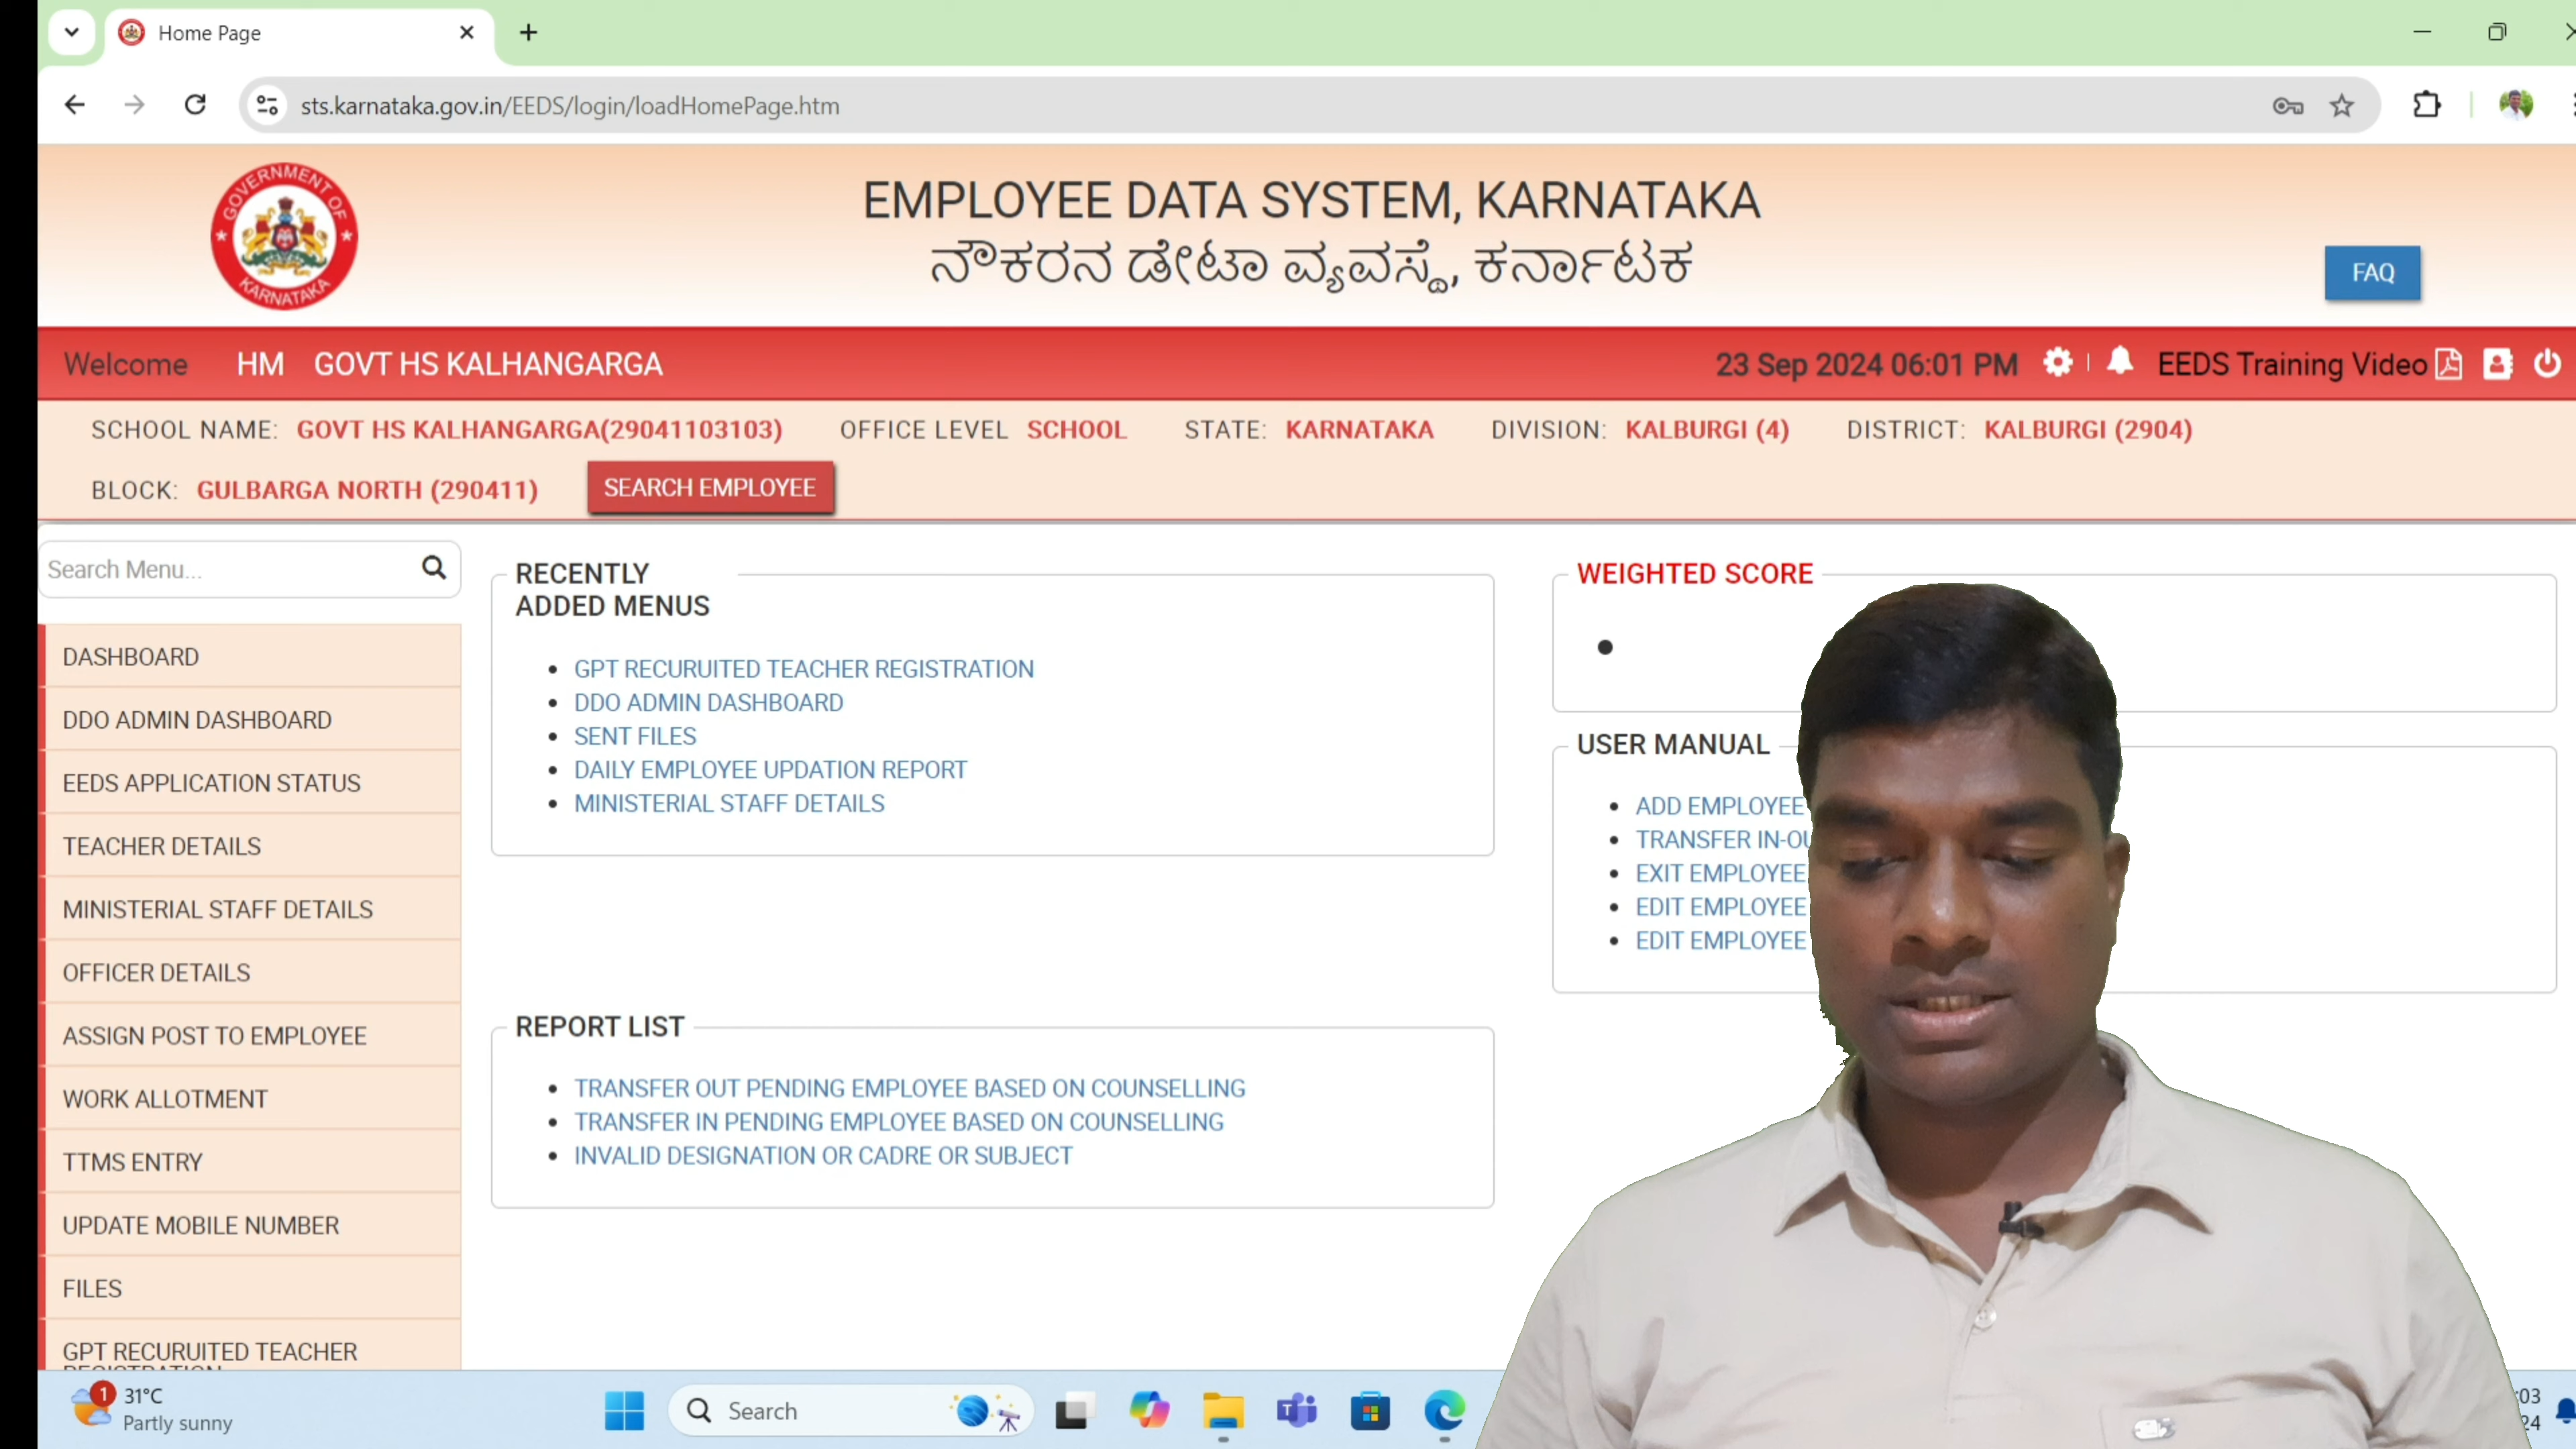 Home Page
sts.karnataka.gov.in/EEDS/login/loadHomePage.htm
GOVERNMENT OF
KARNATAKA
EMPLOYEE DATA SYSTEM, KARNATAKA
ನೌಕರನ ಡೇಟಾ ವ್ಯವಸ್ಥೆ, ಕರ್ನಾಟಕ
FAQ
Welcome HM GOVT HS KALHANGARGA
23 Sep 2024 06:01 PM EEDS Training Video
SCHOOL NAME: GOVT HS KALHANGARGA(29041103103) OFFICE LEVEL SCHOOL STATE: KARNATAKA DIVISION: KALBURGI (4) DISTRICT: KALBURGI (2904)
BLOCK: GULBARGA NORTH (290411) SEARCH EMPLOYEE
Search Menu...
DASHBOARD
DDO ADMIN DASHBOARD
EEDS APPLICATION STATUS
TEACHER DETAILS
MINISTERIAL STAFF DETAILS
OFFICER DETAILS
ASSIGN POST TO EMPLOYEE
WORK ALLOTMENT
TTMS ENTRY
UPDATE MOBILE NUMBER
FILES
GPT RECURUITED TEACHER
RECENTLY
ADDED MENUS
GPT RECURUITED TEACHER REGISTRATION
DDO ADMIN DASHBOARD
SENT FILES
DAILY EMPLOYEE UPDATION REPORT
MINISTERIAL STAFF DETAILS
REPORT LIST
TRANSFER OUT PENDING EMPLOYEE BASED ON COUNSELLING
TRANSFER IN PENDING EMPLOYEE BASED ON COUNSELLING
INVALID DESIGNATION OR CADRE OR SUBJECT
WEIGHTED SCORE
USER MANUAL
ADD EMPLOYEE
TRANSFER
EXIT EMPLOYEE
EDIT EMPLOYEE
EDIT EMPLOYEE
1 31°C
Partly sunny
Search